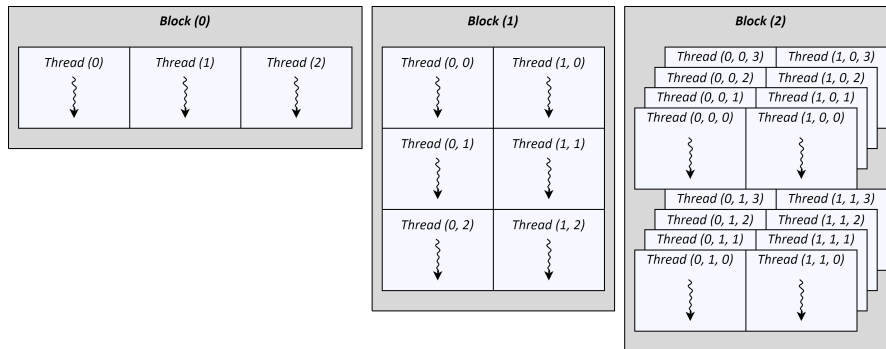 Block (0)
Thread (0) Thread (1) Thread (2)
Block (1)
Thread (0, 0) Thread (1, 0)
Thread (0, 1) Thread (1, 1)
Thread (0, 2) Thread (1, 2)
Block (2)
Thread (0, 0, 3) Thread (1, 0, 3)
Thread (0, 0, 2) Thread (1, 0, 2)
Thread (0, 0, 1) Thread (1, 0, 1)
Thread (0, 0, 0) Thread (1, 0, 0)
Thread (0, 1, 3) Thread (1, 1, 3)
Thread (0, 1, 2) Thread (1, 1, 2)
Thread (0, 1, 1) Thread (1, 1, 1)
Thread (0, 1, 0) Thread (1, 1, 0)